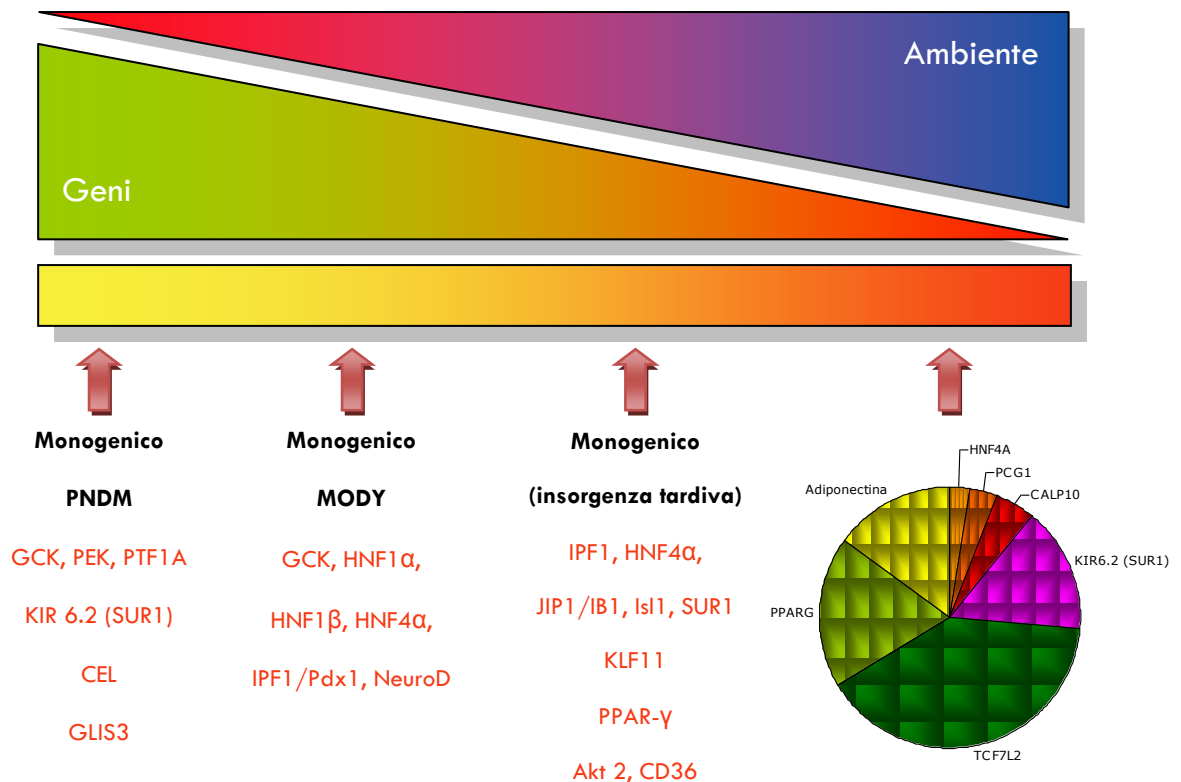 Ambiente
Geni
Monogenico
PNDM
GCK, PEK, PTF1A
KIR 6.2 (SUR1)
CEL
GLIS3
Monogenico
MODY
GCK, HNF1α,
HNF1β, HNF4α,
IPF1/Pdx1, NeuroD
Monogenico
(insorgenza tardiva)
IPF1, HNF4α,
JIP1/IB1, Isl1, SUR1
KLF11
PPAR-γ
Akt 2, CD36
HNF4A
PCG1
CALP10
KIR6.2 (SUR1)
TCF7L2
PPARG
Adiponectina